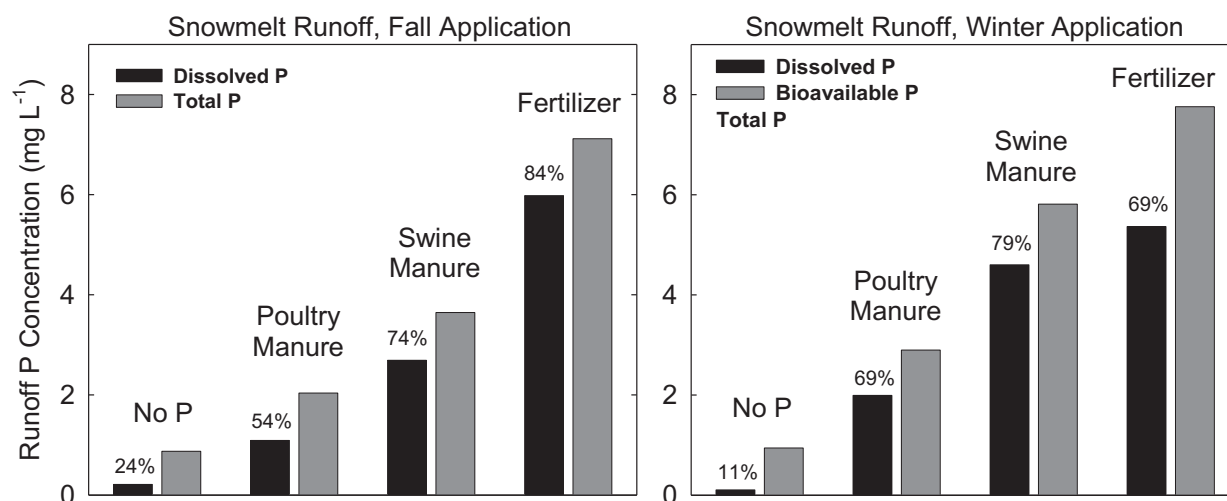 Snowmelt Runoff, Fall Application
Runoff P Concentration (mg L⁻¹)
8
6
4
2
0
Dissolved P
Total P
No P
24%
Poultry
Manure
54%
Swine
Manure
74%
Fertilizer
84%
Snowmelt Runoff, Winter Application
8
6
4
2
0
Dissolved P
Bioavailable P
Total P
No P
11%
Poultry
Manure
69%
Swine
Manure
79%
Fertilizer
69%